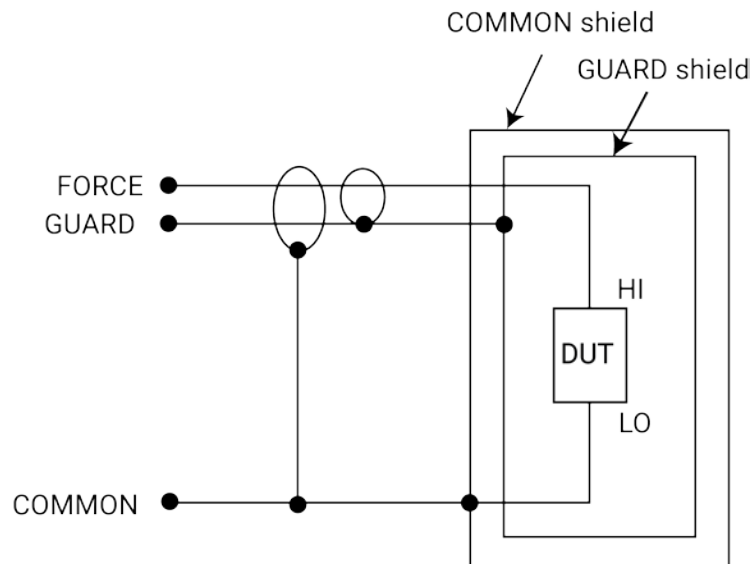 COMMON shield
GUARD shield
FORCE
GUARD
HI
DUT
LO
COMMON